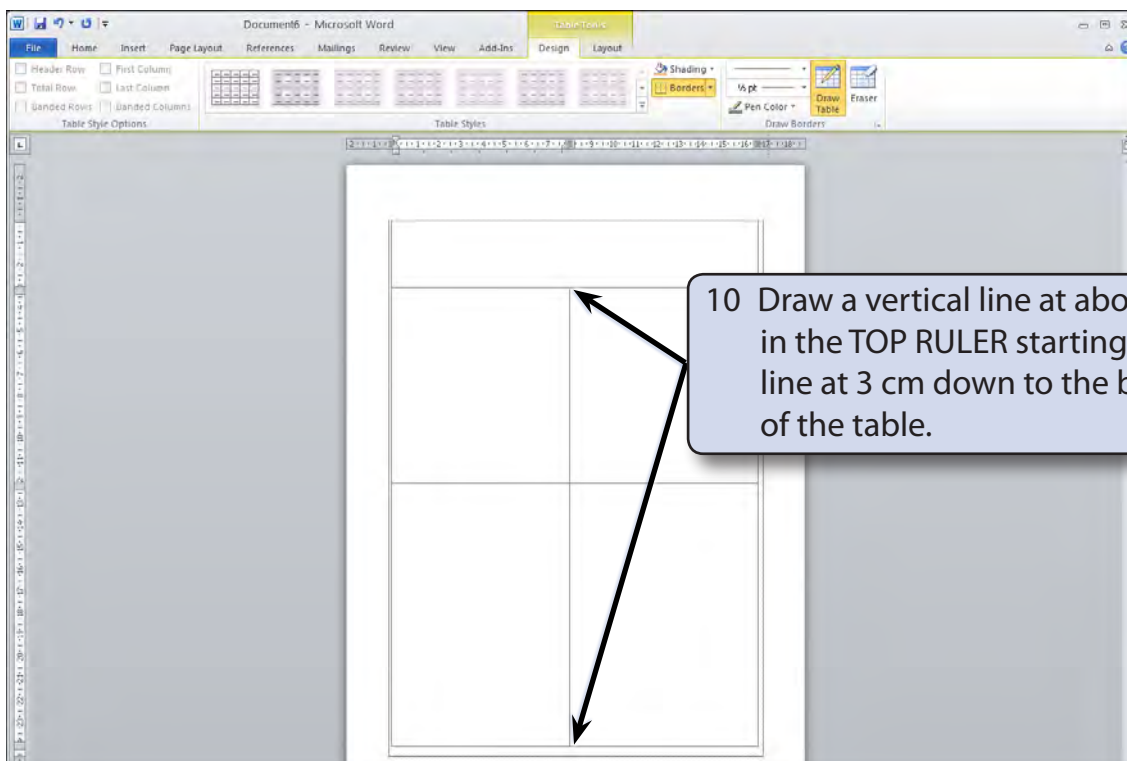 Document6 - Microsoft Word
Table Tools
File Home Insert Page Layout References Mailings Review View Add-Ins Design Layout
Header Row First Column
Total Row Last Column
Banded Rows Banded Columns
Table Style Options
Table Styles
Shading
Borders
½ pt
Pen Color
Draw Table
Eraser
Draw Borders
10 Draw a vertical line at abo
in the TOP RULER starting
line at 3 cm down to the b
of the table.